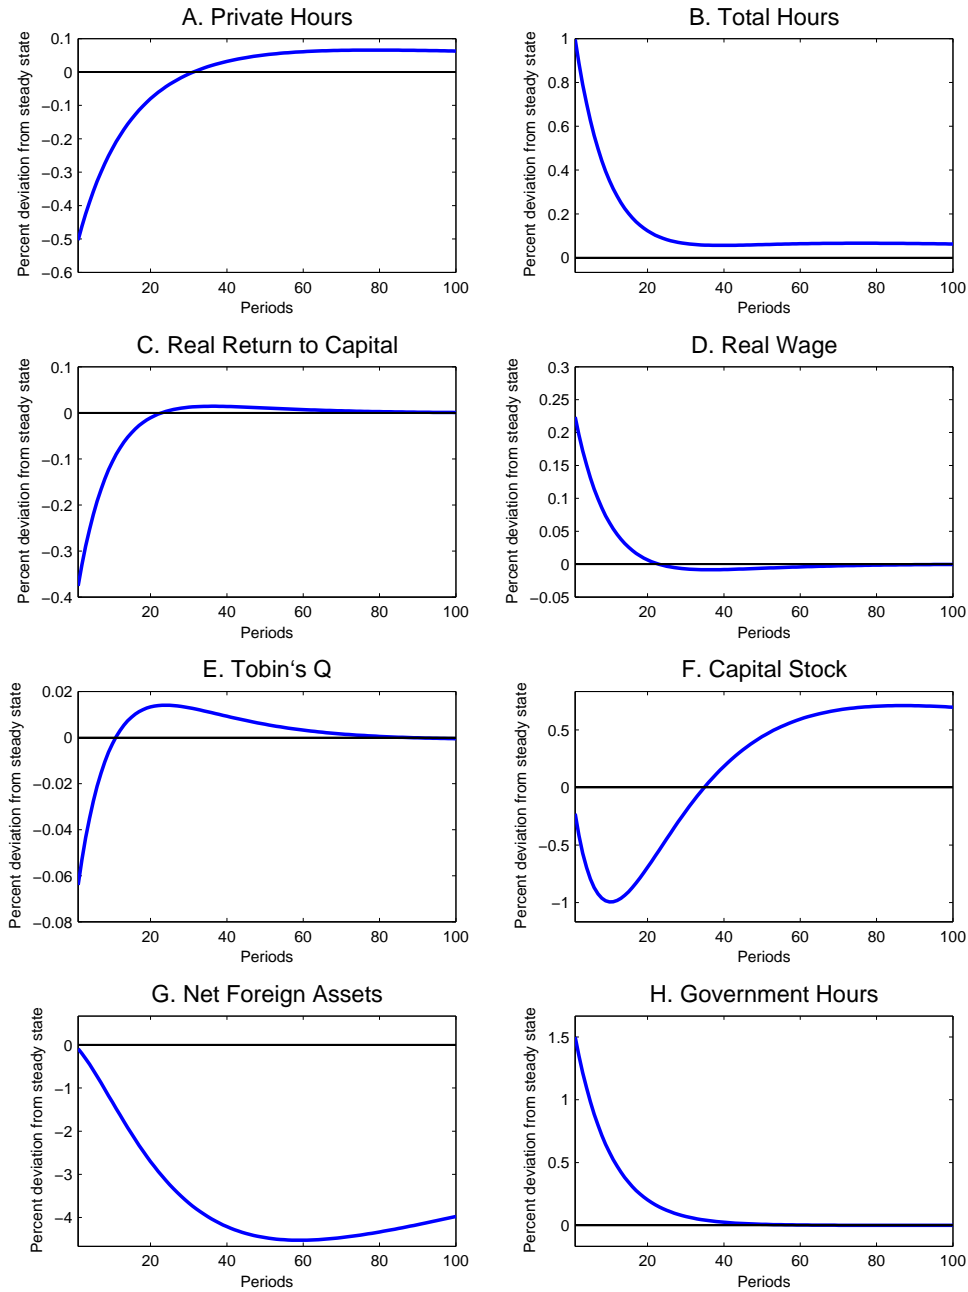 A. Private Hours
Percent deviation from steady state
0.1
0
−0.1
−0.2
−0.3
−0.4
−0.5
−0.6
20 40 60 80 100
Periods
B. Total Hours
Percent deviation from steady state
1
0.8
0.6
0.4
0.2
0
20 40 60 80 100
Periods
C. Real Return to Capital
Percent deviation from steady state
0.1
0
−0.1
−0.2
−0.3
−0.4
20 40 60 80 100
Periods
D. Real Wage
Percent deviation from steady state
0.3
0.25
0.2
0.15
0.1
0.05
0
−0.05
20 40 60 80 100
Periods
E. Tobin‘s Q
Percent deviation from steady state
0.02
0
−0.02
−0.04
−0.06
−0.08
20 40 60 80 100
Periods
F. Capital Stock
Percent deviation from steady state
0.5
0
−0.5
−1
20 40 60 80 100
Periods
G. Net Foreign Assets
Percent deviation from steady state
0
−1
−2
−3
−4
20 40 60 80 100
Periods
H. Government Hours
Percent deviation from steady state
1.5
1
0.5
0
20 40 60 80 100
Periods